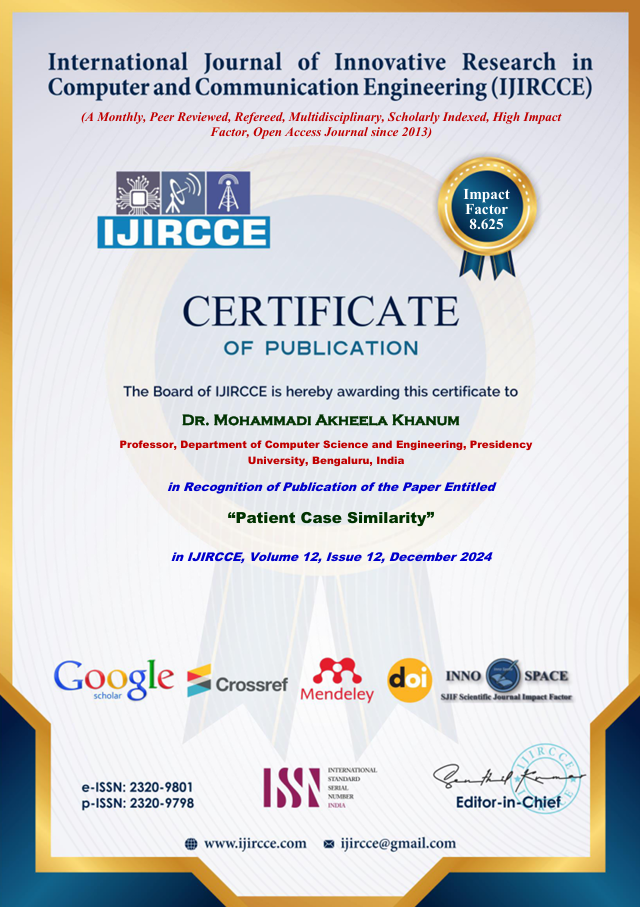 International Journal of Innovative Research in
Computer and Communication Engineering (IJIRCCE)
(A Monthly, Peer Reviewed, Refereed, Multidisciplinary, Scholarly Indexed, High Impact
Factor, Open Access Journal since 2013)
IJIRCCE
Impact
Factor
8.625
CERTIFICATE
OF PUBLICATION
The Board of IJIRCCE is hereby awarding this certificate to
DR. MOHAMMADI AKHEELA KHANUM
Professor, Department of Computer Science and Engineering, Presidency
University, Bengaluru, India
in Recognition of Publication of the Paper Entitled
“Patient Case Similarity”
in IJIRCCE, Volume 12, Issue 12, December 2024
Google
scholar
Crossref
Mendeley
doi
INNO SPACE
SJIF Scientific Journal Impact Factor
e-ISSN: 2320-9801
p-ISSN: 2320-9798
ISSN
INTERNATIONAL
STANDARD
SERIAL
NUMBER
INDIA
IJIRCCE
Senthil Kumar
Editor-in-Chief
www.ijircce.com ijircce@gmail.com